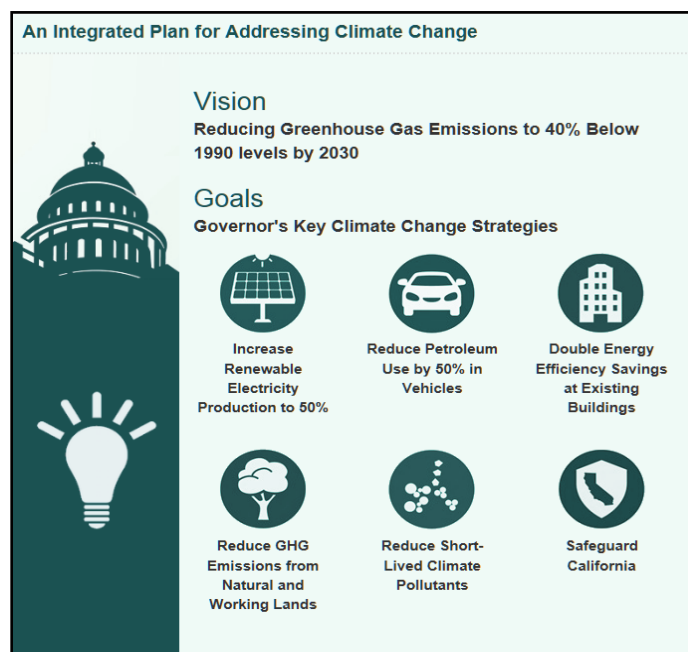 An Integrated Plan for Addressing Climate Change
Vision
Reducing Greenhouse Gas Emissions to 40% Below
1990 levels by 2030
Goals
Governor's Key Climate Change Strategies
Increase
Renewable
Electricity
Production to 50%
Reduce Petroleum
Use by 50% in
Vehicles
Double Energy
Efficiency Savings
at Existing
Buildings
Reduce GHG
Emissions from
Natural and
Working Lands
Reduce Short-
Lived Climate
Pollutants
Safeguard
California